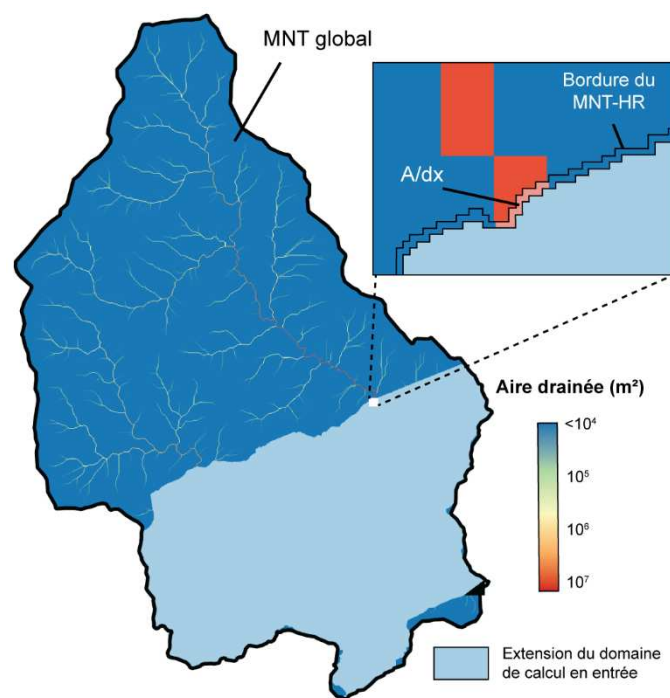 MNT global
Bordure du
MNT-HR
A/dx
Aire drainée (m²)
<10⁴
10⁵
10⁶
10⁷
Extension du domaine
de calcul en entrée